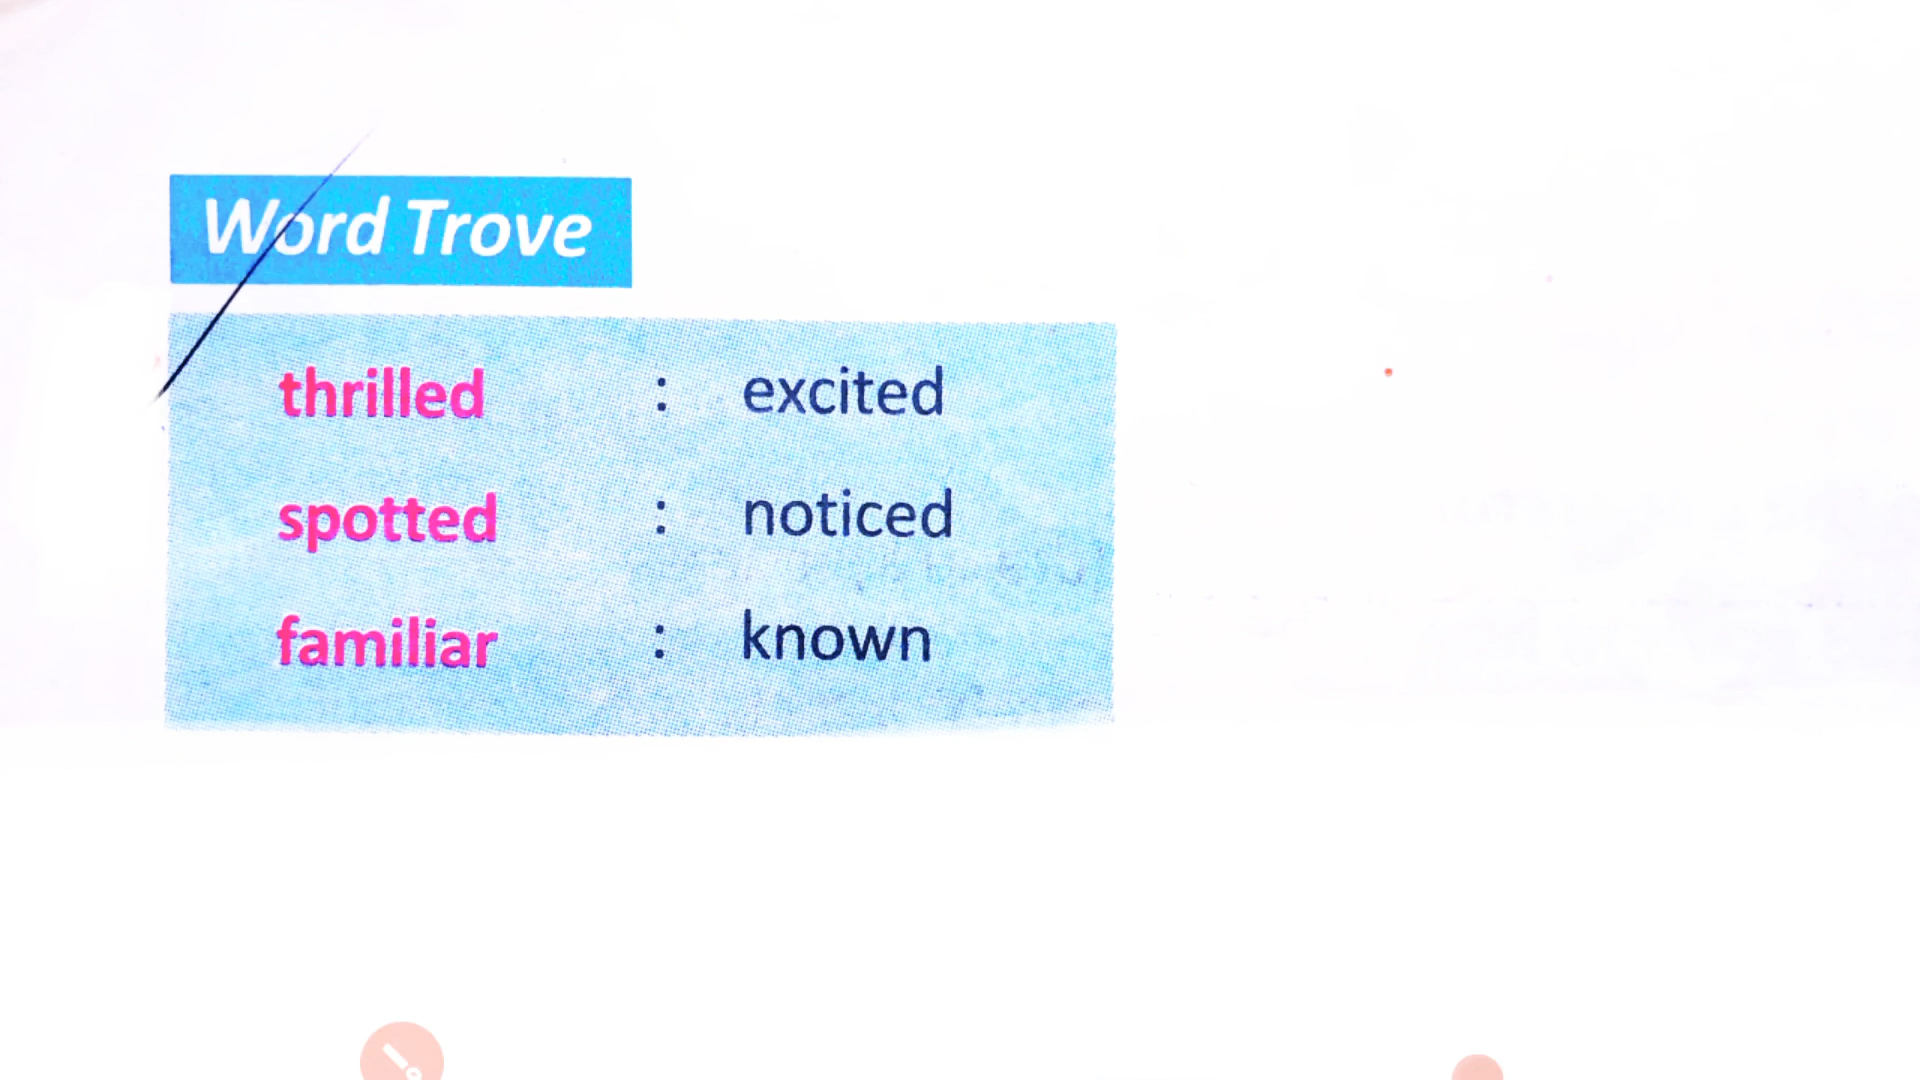 Word Trove
thrilled : excited
spotted : noticed
familiar : known